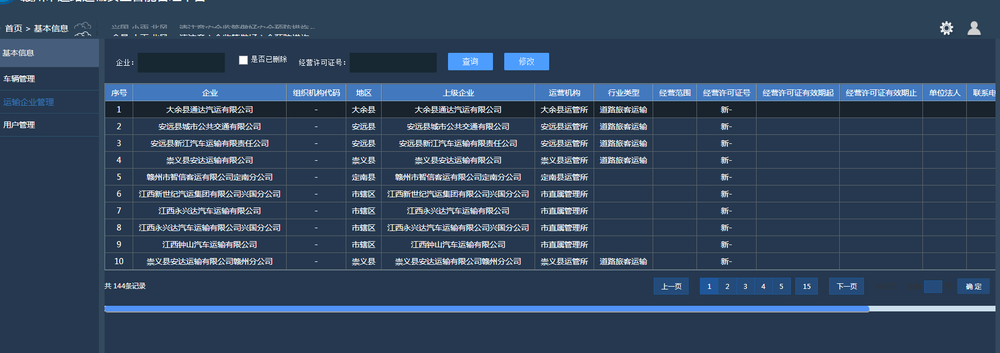 首页 > 基本信息
请注意安全监管做好安全预防措施~
基本信息
车辆管理
运输企业管理
用户管理
企业： 是否已删除 经营许可证号： 查询 修改
序号 企业 组织机构代码 地区 上级企业 运营机构 行业类型 经营范围 经营许可证号 经营许可证有效期起 经营许可证有效期止 单位法人 联系电
1 大余县通达汽运有限公司 - 大余县 大余县通达汽运有限公司 大余县运管所 道路旅客运输 新-
2 安远县城市公共交通有限公司 - 安远县 安远县城市公共交通有限公司 安远县运管所 道路旅客运输 新-
3 安远县新江汽车运输有限责任公司 - 安远县 安远县新江汽车运输有限责任公司 安远县运管所 道路旅客运输 新-
4 崇义县安达运输有限公司 - 崇义县 崇义县安达运输有限公司 崇义县运管所 道路旅客运输 新-
5 赣州市智信客运有限公司定南分公司 - 定南县 赣州市智信客运有限公司定南分公司 定南县运管所 新-
6 江西新世纪汽运集团有限公司兴国分公司 - 市辖区 江西新世纪汽运集团有限公司兴国分公司 市直属管理所 新-
7 江西永兴达汽车运输有限公司 - 市辖区 江西永兴达汽车运输有限公司 市直属管理所 新-
8 江西永兴达汽车运输有限公司兴国分公司 - 市辖区 江西永兴达汽车运输有限公司兴国分公司 市直属管理所 新-
9 江西钟山汽车运输有限公司 - 市辖区 江西钟山汽车运输有限公司 市直属管理所 新-
10 崇义县安达运输有限公司赣州分公司 - 崇义县 崇义县安达运输有限公司赣州分公司 崇义县运管所 道路旅客运输 新-
共 144条记录 上一页 1 2 3 4 5 15 下一页 确 定